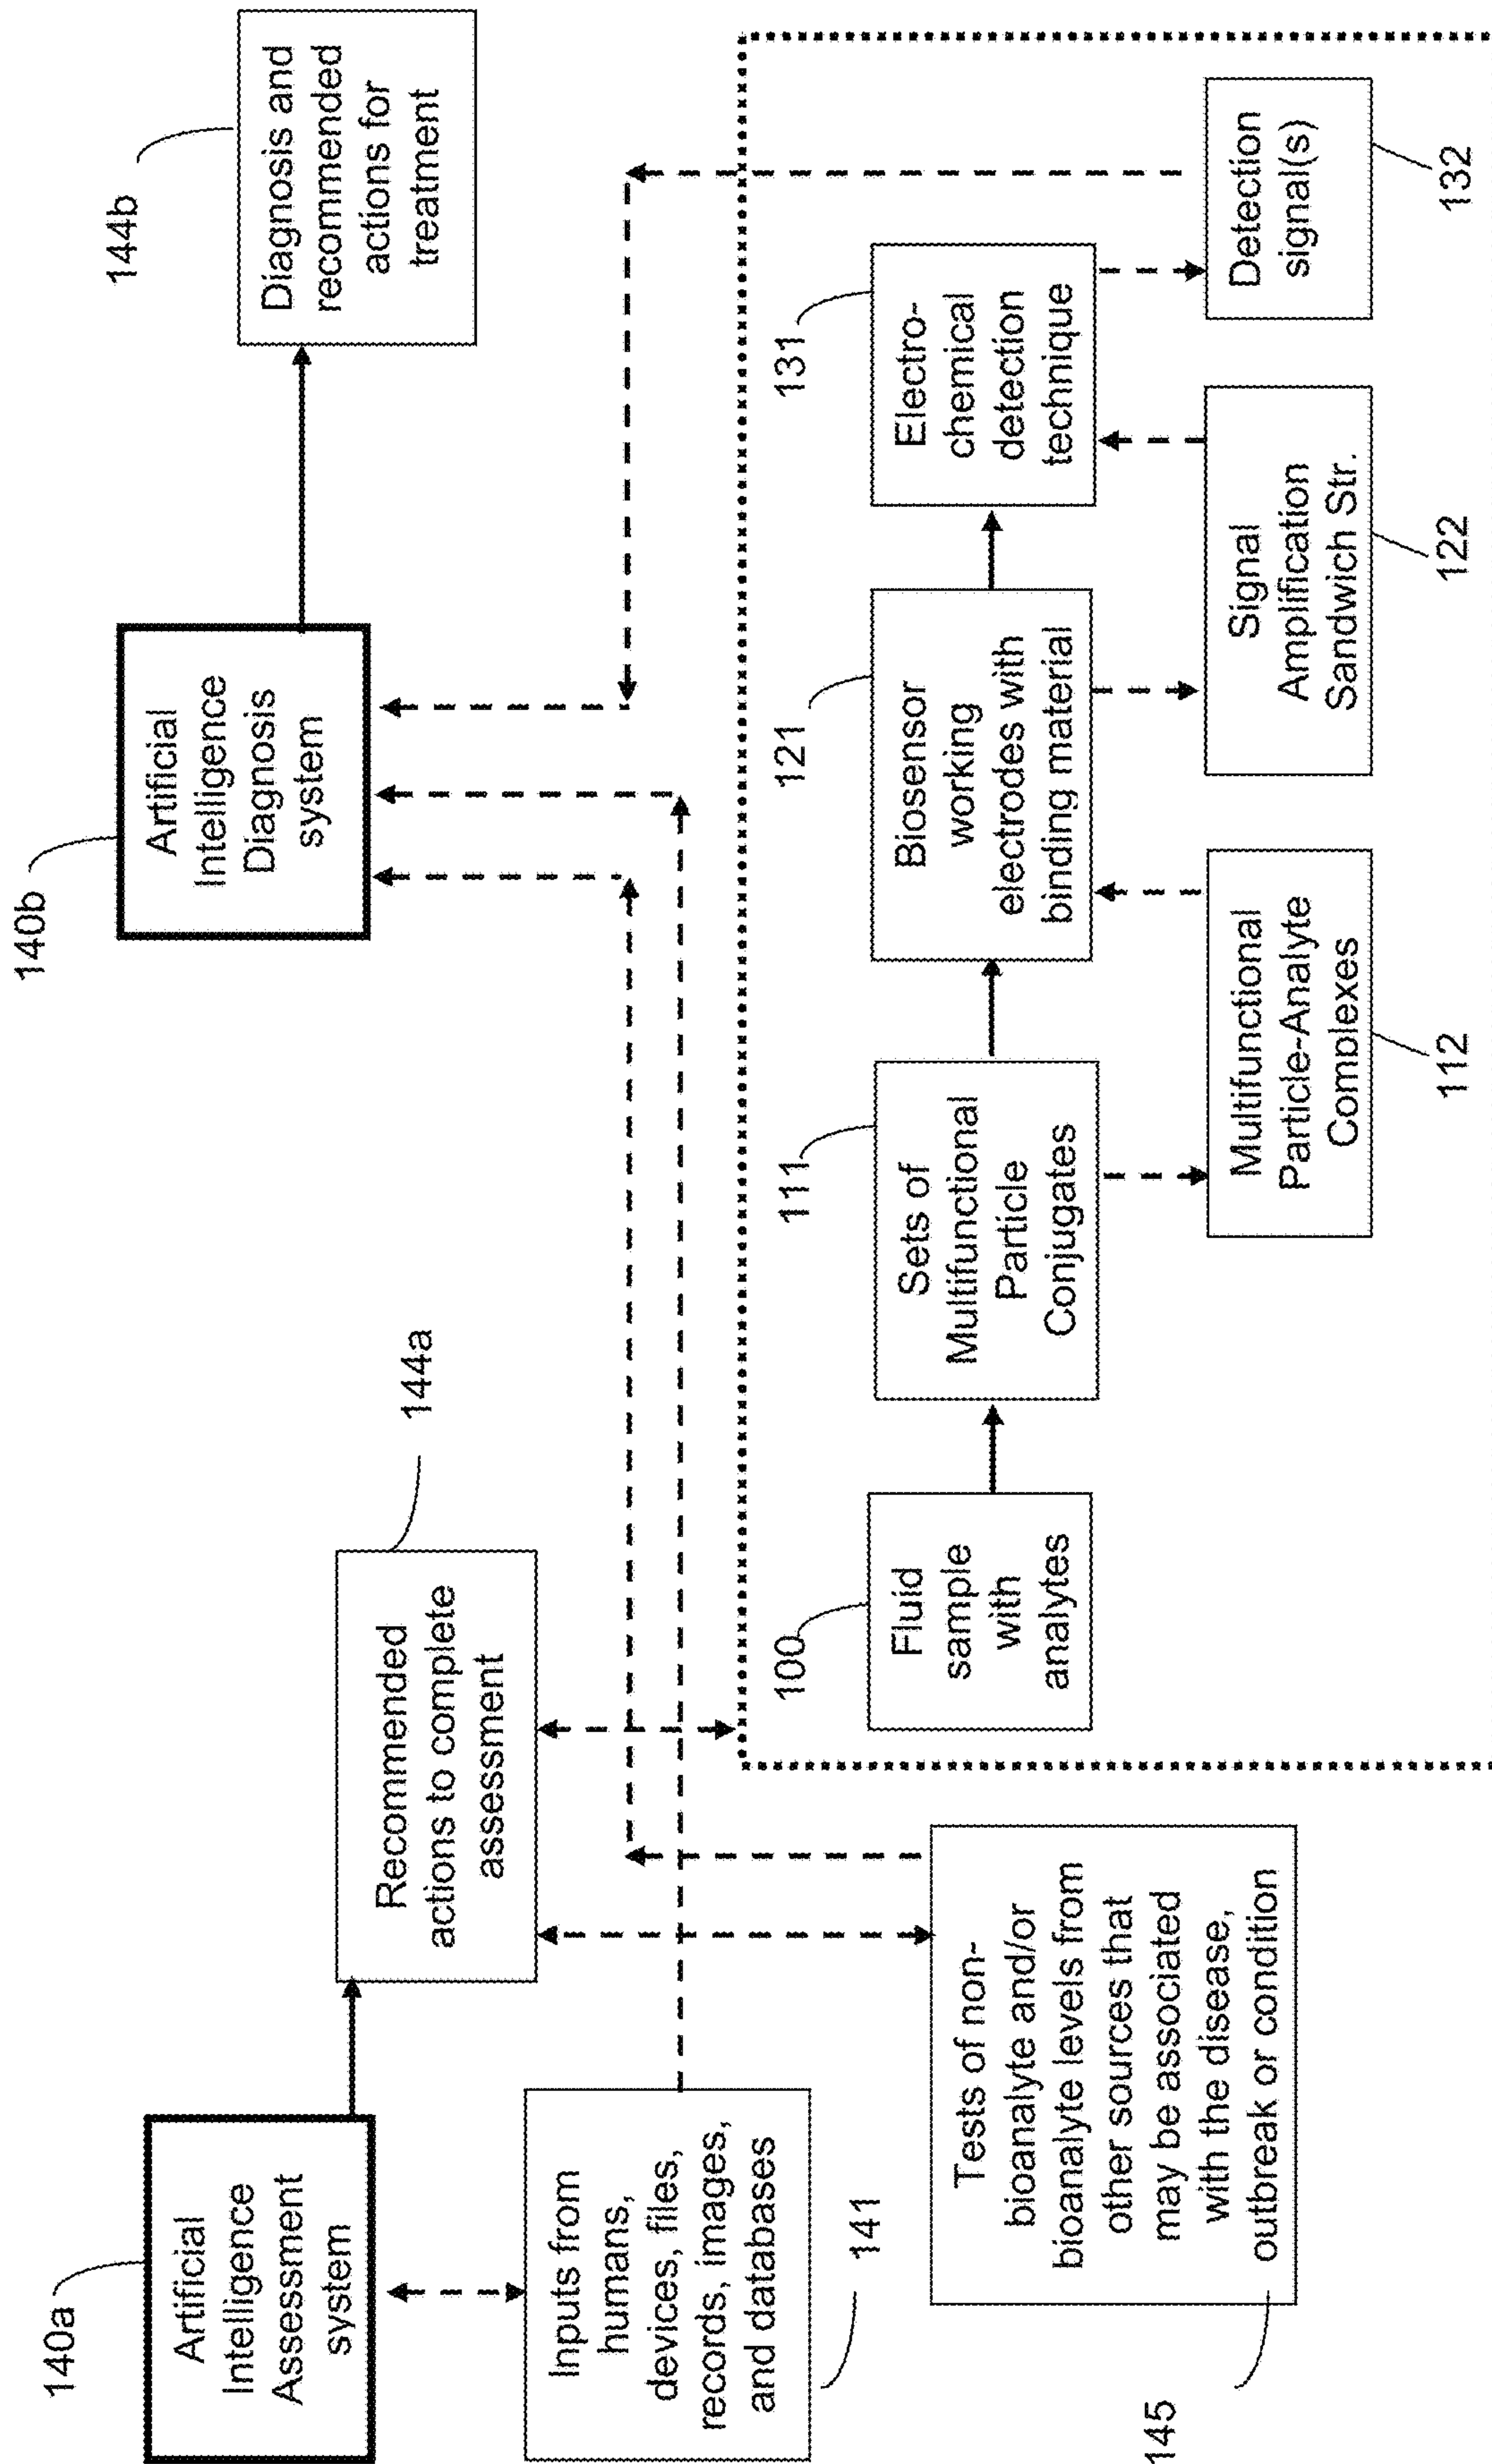 140a
Artificial
Intelligence
Assessment
system
Inputs from
humans,
devices, files,
records, images,
and databases
141
144a
Recommended
actions to complete
assessment
Tests of non-
bioanalyte and/or
bioanalyte levels from
other sources that
may be associated
with the disease,
outbreak or condition
145
140b
Artificial
Intelligence
Diagnosis
system
144b
Diagnosis and
recommended
actions for
treatment
100
Fluid
sample
with
analytes
111
Sets of
Multifunctional
Particle
Conjugates
Multifunctional
Particle-Analyte
Complexes
112
121
Biosensor
working
electrodes with
binding material
Signal
Amplification
Sandwich Str.
122
131
Electro-
chemical
detection
technique
Detection
signal(s)
132